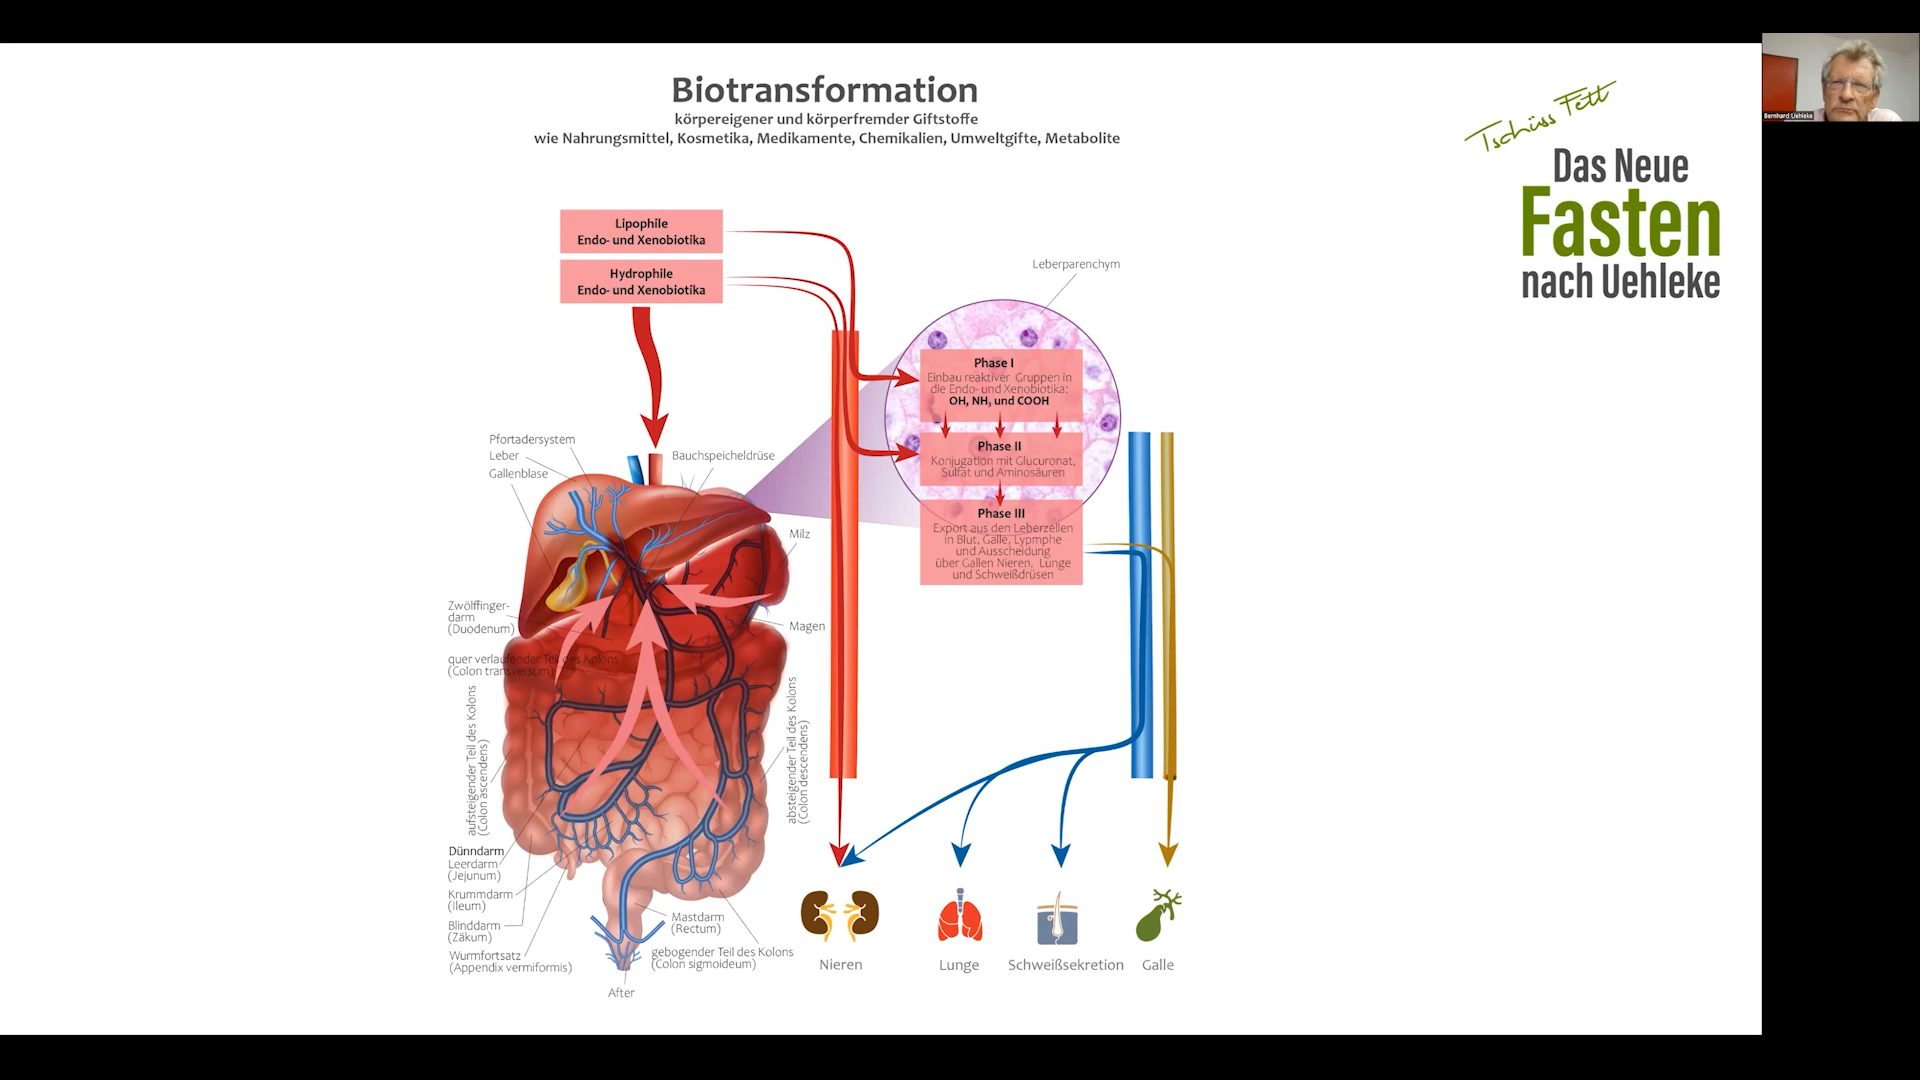 Biotransformation
körpereigener und körperfremder Giftstoffe
wie Nahrungsmittel, Kosmetika, Medikamente, Chemikalien, Umweltgifte, Metabolite
Tschüss Fett
Das Neue
Fasten
nach Uehleke
Bernhard Uehleke
Lipophile
Endo- und Xenobiotika
Hydrophile
Endo- und Xenobiotika
Leberparenchym
Phase I
Einbau reaktiver Gruppen in
die Endo- und Xenobiotika:
OH, NH₃ und COOH
Phase II
Konjugation mit Glucuronat,
Sulfat und Aminosäuren
Phase III
Export aus den Leberzellen
in Blut, Galle, Lypmphe
und Ausscheidung
über Gallen Nieren, Lunge
und Schweißdrüsen
Pfortadersystem
Leber
Gallenblase
Bauchspeicheldrüse
Milz
Magen
Zwölffinger-
darm
(Duodenum)
quer verlaufender Teil des Kolons
(Colon transversum)
aufsteigender Teil des Kolons
(Colon ascendens)
absteigender Teil des Kolons
(Colon descendens)
Dünndarm
Leerdarm
(Jejunum)
Krummdarm
(Ileum)
Blinddarm
(Zäkum)
Wurmfortsatz
(Appendix vermiformis)
Mastdarm
(Rectum)
gebogender Teil des Kolons
(Colon sigmoideum)
After
Nieren
Lunge
Schweißsekretion
Galle